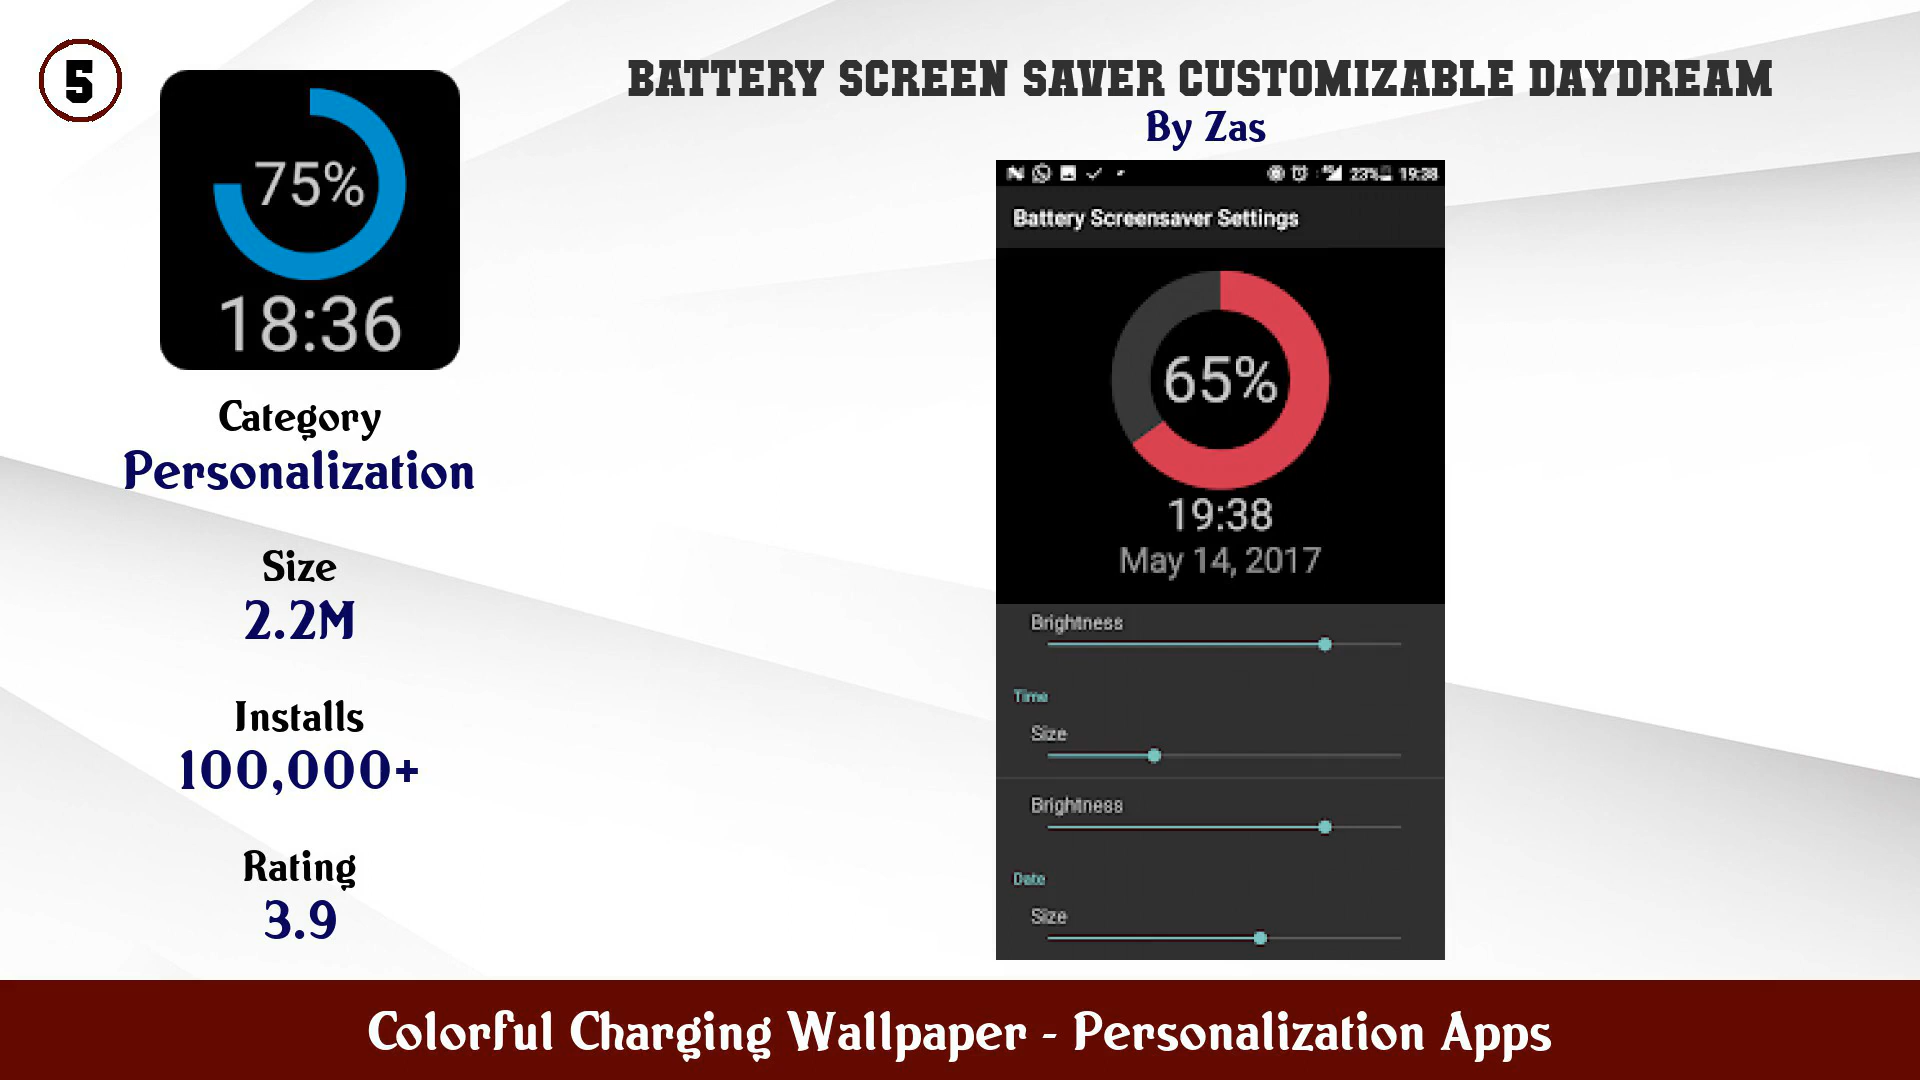 5
BATTERY SCREEN SAVER CUSTOMIZABLE DAYDREAM
By Zas
75%
18:36
Category
Personalization
Size
2.2M
Installs
100,000+
Rating
3.9
23% 19:38
Battery Screensaver Settings
65%
19:38
May 14, 2017
Brightness
Time
Size
Brightness
Date
Size
Colorful Charging Wallpaper - Personalization Apps